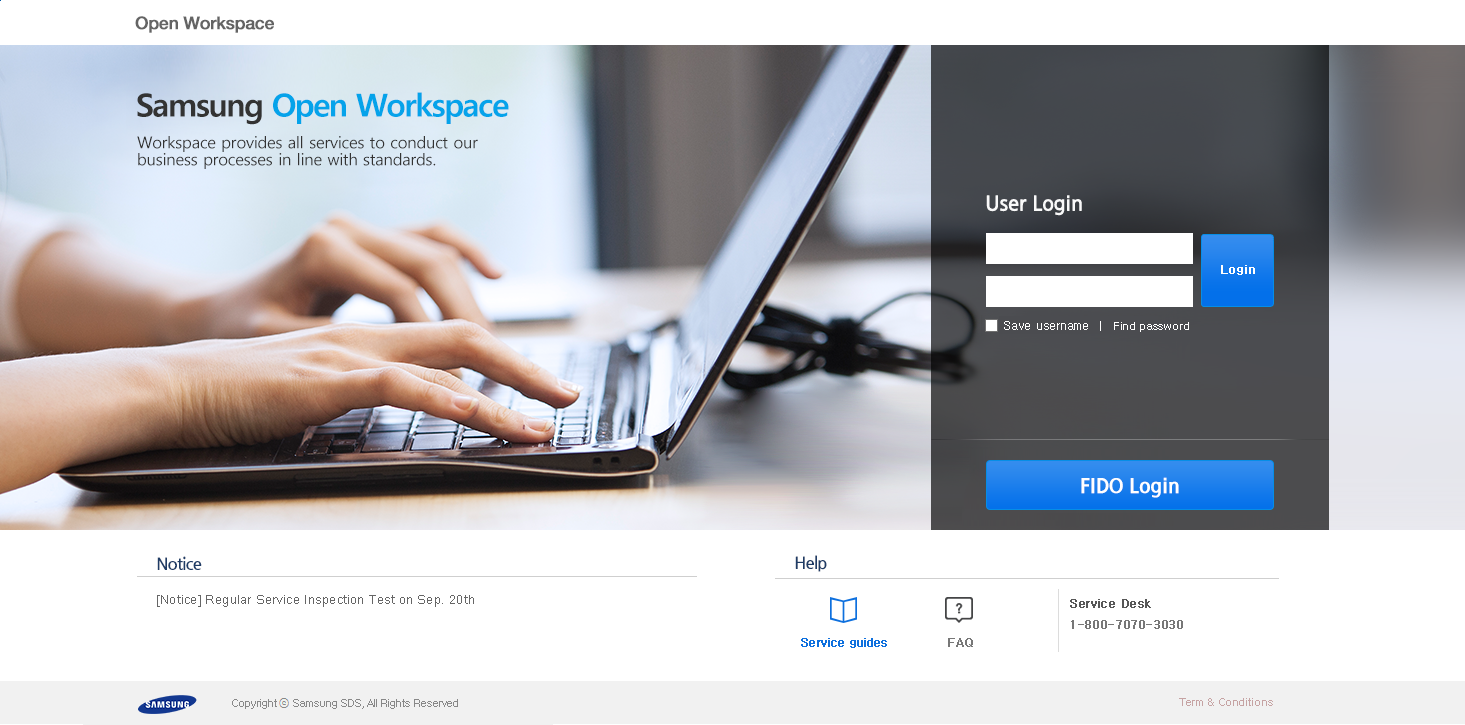 Open Workspace
Samsung Open Workspace
Workspace provides all services to conduct our
business processes in line with standards.
User Login
Login
Save username | Find password
FIDO Login
Notice
[Notice] Regular Service Inspection Test on Sep. 20th
Help
?
Service guides
FAQ
Service Desk
1-800-7070-3030
SAMSUNG
Copyright ⓒ Samsung SDS, All Rights Reserved
Term & Conditions